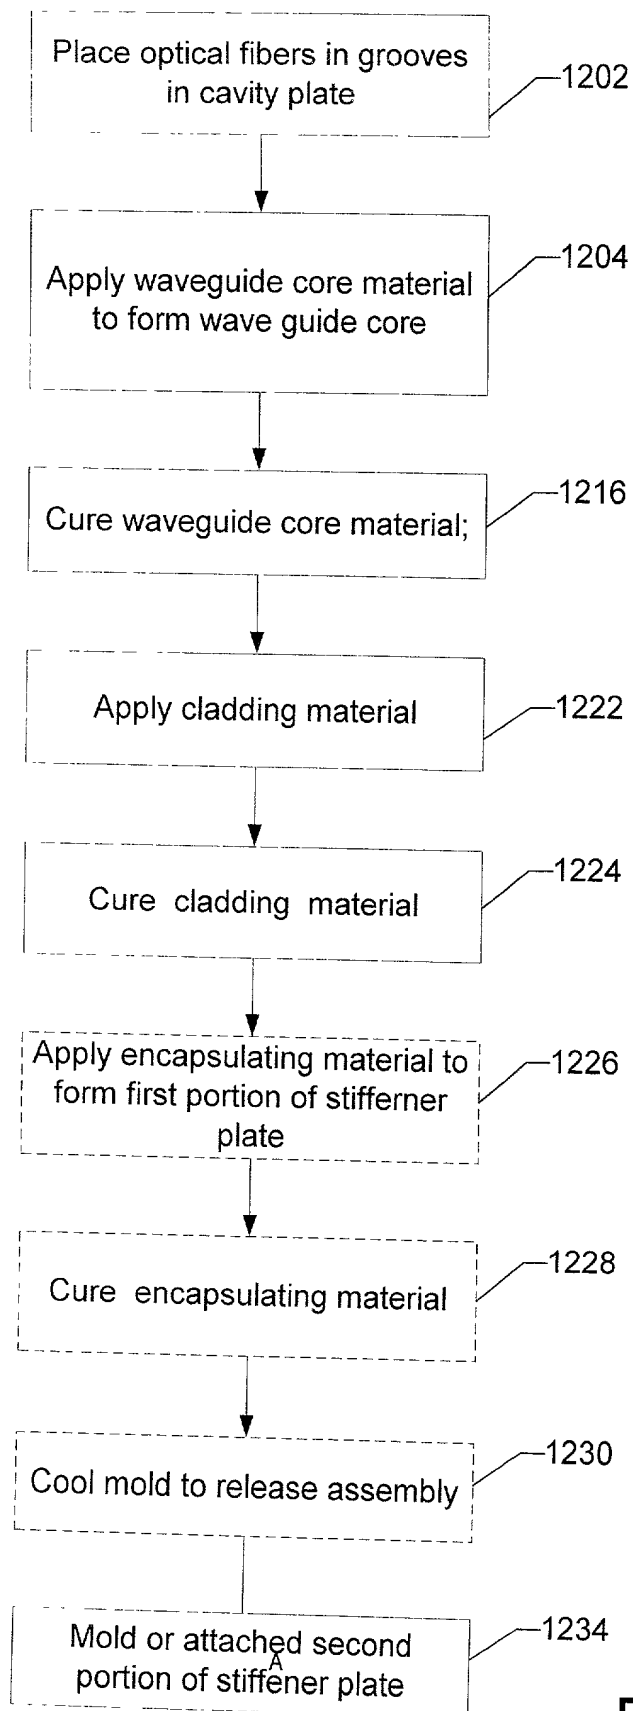 Place optical fibers in grooves
in cavity plate
1202
Apply waveguide core material
to form wave guide core
1204
Cure waveguide core material;
1216
Apply cladding material
1222
Cure cladding material
1224
Apply encapsulating material to
form first portion of stifferner
plate
1226
Cure encapsulating material
1228
Cool mold to release assembly
1230
Mold or attached second
A
portion of stiffener plate
1234